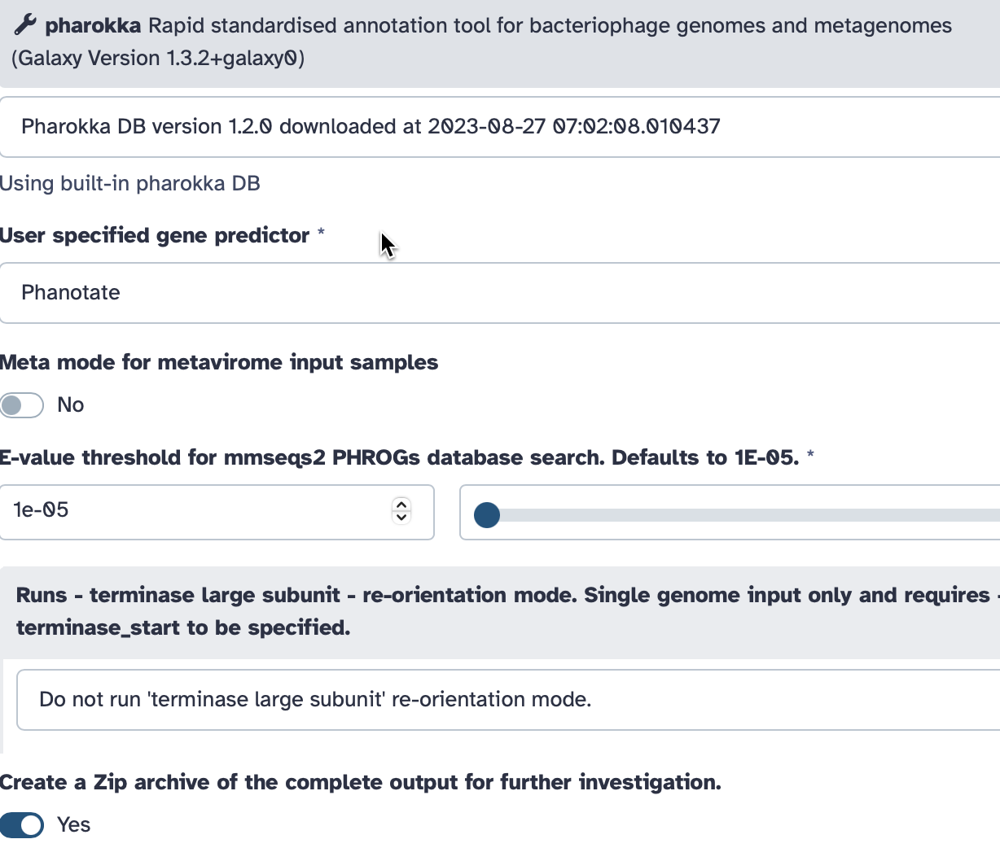 pharokka Rapid standardised annotation tool for bacteriophage genomes and metagenomes
(Galaxy Version 1.3.2+galaxy0)
Pharokka DB version 1.2.0 downloaded at 2023-08-27 07:02:08.010437
Using built-in pharokka DB
User specified gene predictor *
Phanotate
Meta mode for metavirome input samples
No
E-value threshold for mmseqs2 PHROGs database search. Defaults to 1E-05. *
1e-05
Runs - terminase large subunit - re-orientation mode. Single genome input only and requires -
terminase_start to be specified.
Do not run 'terminase large subunit' re-orientation mode.
Create a Zip archive of the complete output for further investigation.
Yes